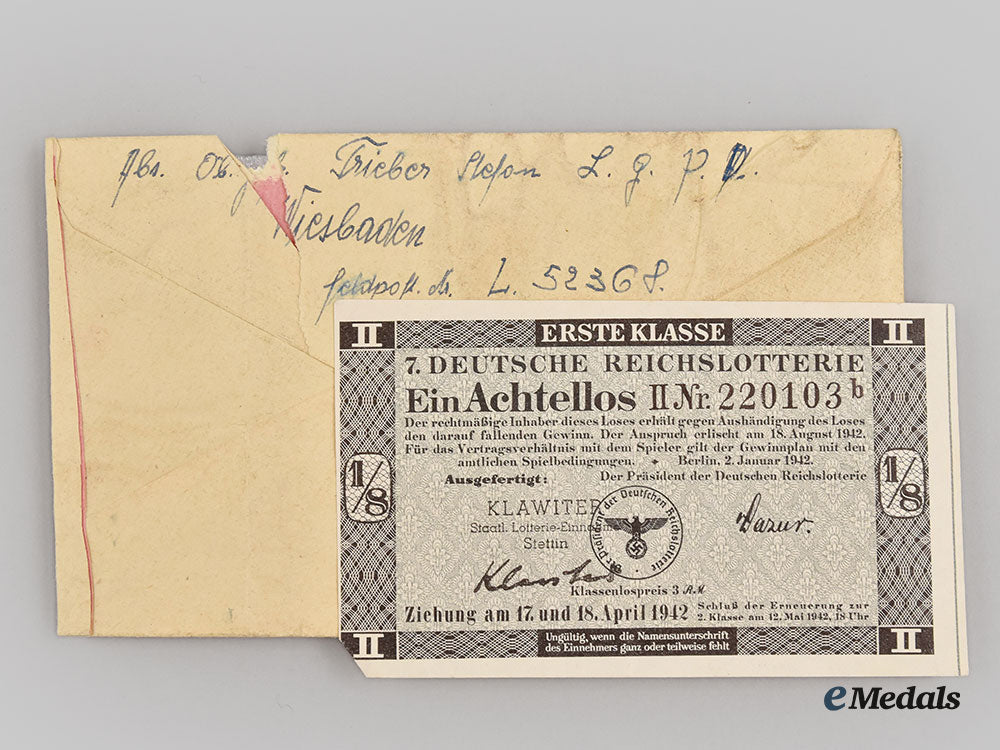 Abs. Trieber Stefan L. g. P.
Wiesbaden
Feldpost. Nr. L. 52368.
II ERSTE KLASSE II
7. DEUTSCHE REICHSLOTTERIE
Ein Achtellos II Nr. 220103 b
Der rechtmäßige Inhaber dieses Loses erhält gegen Aushändigung des Loses
den darauf fallenden Gewinn. Der Anspruch erlischt am 18. August 1942.
Für das Vertragsverhältnis mit dem Spieler gilt der Gewinnplan mit den
amtlichen Spielbedingungen. Berlin, 2. Januar 1942.
Ausgefertigt: Der Präsident der Deutschen Reichslotterie
1/8 1/8
KLAWITER
Staatl. Lotterie-Einnehm
Stettin
Präsident der Deutschen Reichslotterie
Klassenlospreis 3 RM
Ziehung am 17. und 18. April 1942
Schluß der Erneuerung zur
2. Klasse am 12. Mai 1942, 18 Uhr
II II
Ungültig, wenn die Namensunterschrift
des Einnehmers ganz oder teilweise fehlt
eMedals